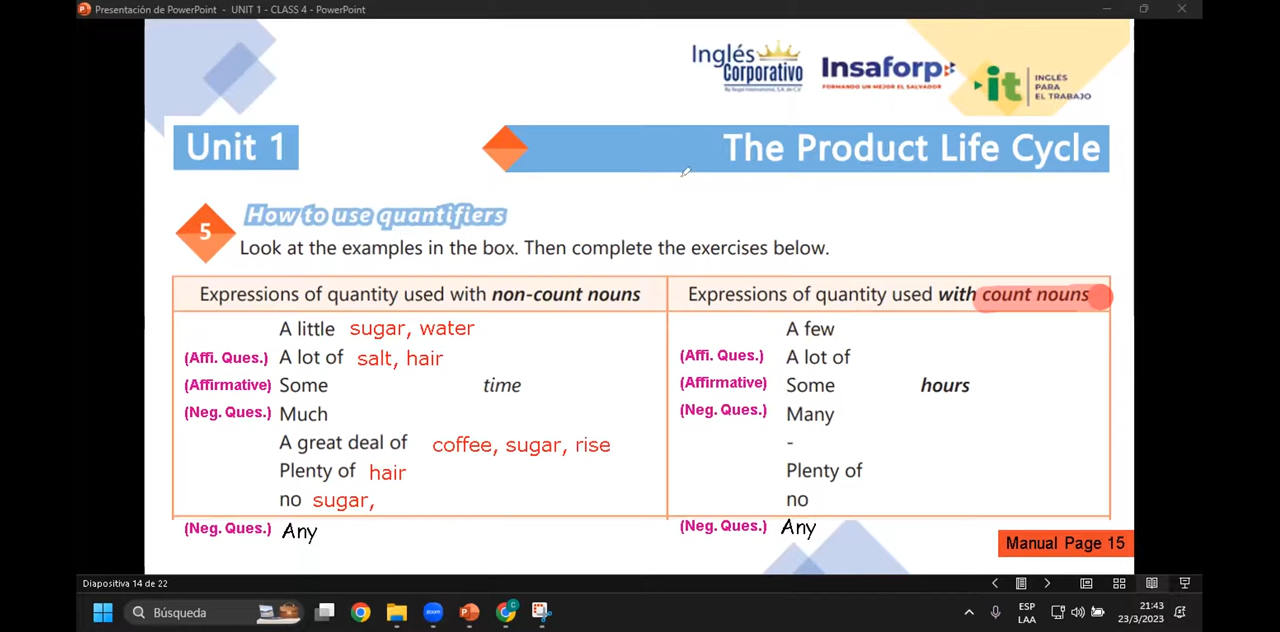 Presentación de PowerPoint - UNIT 1 - CLASS 4 - PowerPoint
Inglés
Corporativo
By Regal International, S.A. de C.V
Insaforp
FORMANDO UN MEJOR EL SALVADOR
it INGLÉS
PARA
EL TRABAJO
Unit 1
The Product Life Cycle
5
How to use quantifiers
Look at the examples in the box. Then complete the exercises below.
Expressions of quantity used with non-count nouns
A little sugar, water
(Affi. Ques.) A lot of salt, hair
(Affirmative) Some time
(Neg. Ques.) Much
A great deal of coffee, sugar, rise
Plenty of hair
no sugar,
(Neg. Ques.) Any
Expressions of quantity used with count nouns
A few
(Affi. Ques.) A lot of
(Affirmative) Some hours
(Neg. Ques.) Many
-
Plenty of
no
(Neg. Ques.) Any
Manual Page 15
Diapositiva 14 de 22
Búsqueda
zoom
ESP
LAA
21:43
23/3/2023